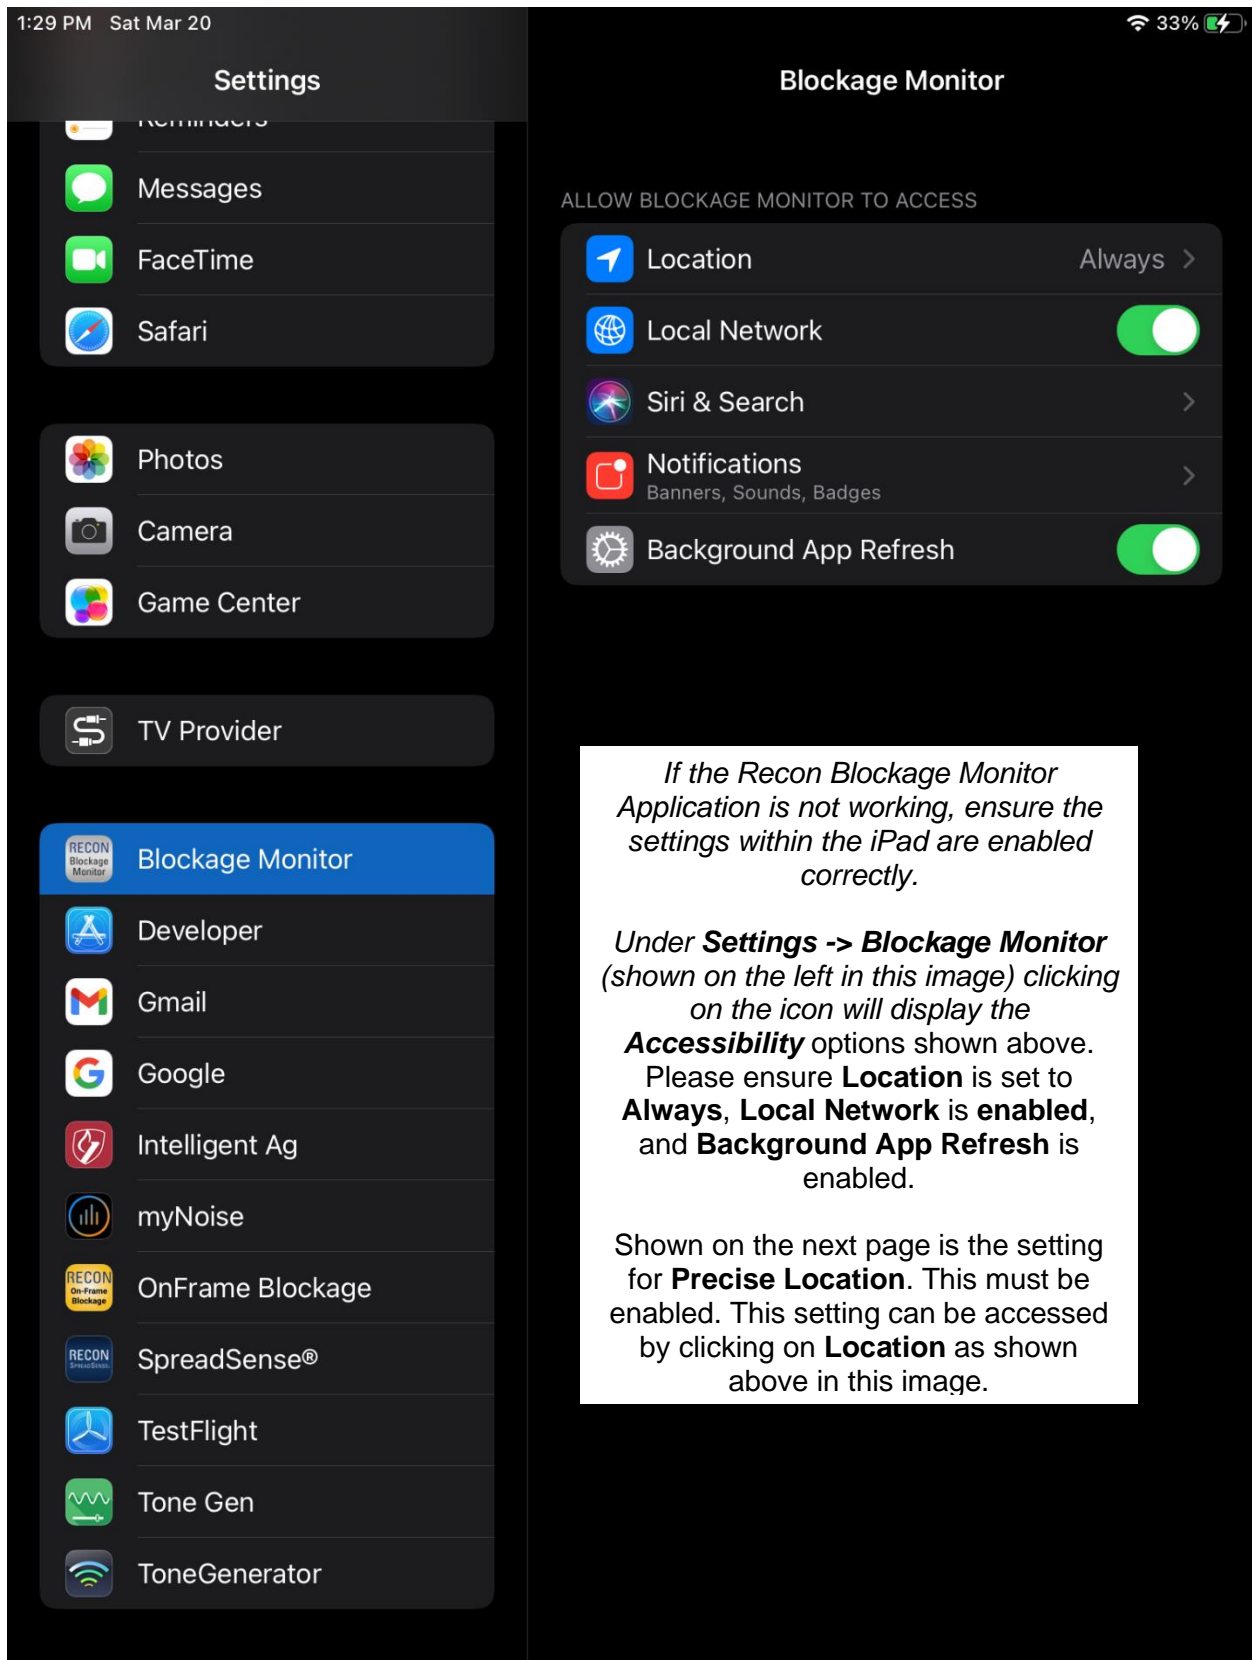 1:29 PM Sat Mar 20
33%
Settings
Reminders
Messages
FaceTime
Safari
Photos
Camera
Game Center
TV Provider
RECON
Blockage
Monitor
Blockage Monitor
Developer
Gmail
Google
Intelligent Ag
myNoise
RECON
On-Frame
Blockage
OnFrame Blockage
RECON
SPREADSENSE
SpreadSense®
TestFlight
Tone Gen
ToneGenerator
Blockage Monitor
ALLOW BLOCKAGE MONITOR TO ACCESS
Location Always
Local Network
Siri & Search
Notifications
Banners, Sounds, Badges
Background App Refresh
If the Recon Blockage Monitor
Application is not working, ensure the
settings within the iPad are enabled
correctly.
Under Settings -> Blockage Monitor
(shown on the left in this image) clicking
on the icon will display the
Accessibility options shown above.
Please ensure Location is set to
Always, Local Network is enabled,
and Background App Refresh is
enabled.
Shown on the next page is the setting
for Precise Location. This must be
enabled. This setting can be accessed
by clicking on Location as shown
above in this image.